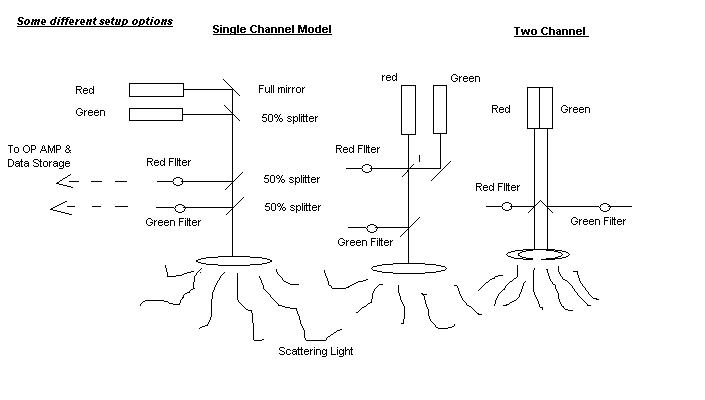 Some different setup options
Single Channel Model
Two Channel
Red
Green
Full mirror
50% splitter
To OP AMP &
Data Storage
Red FIlter
50% splitter
50% splitter
Green Filter
red
Green
Red FIlter
Green Filter
Red
Green
Red FIlter
Green Filter
Scattering Light